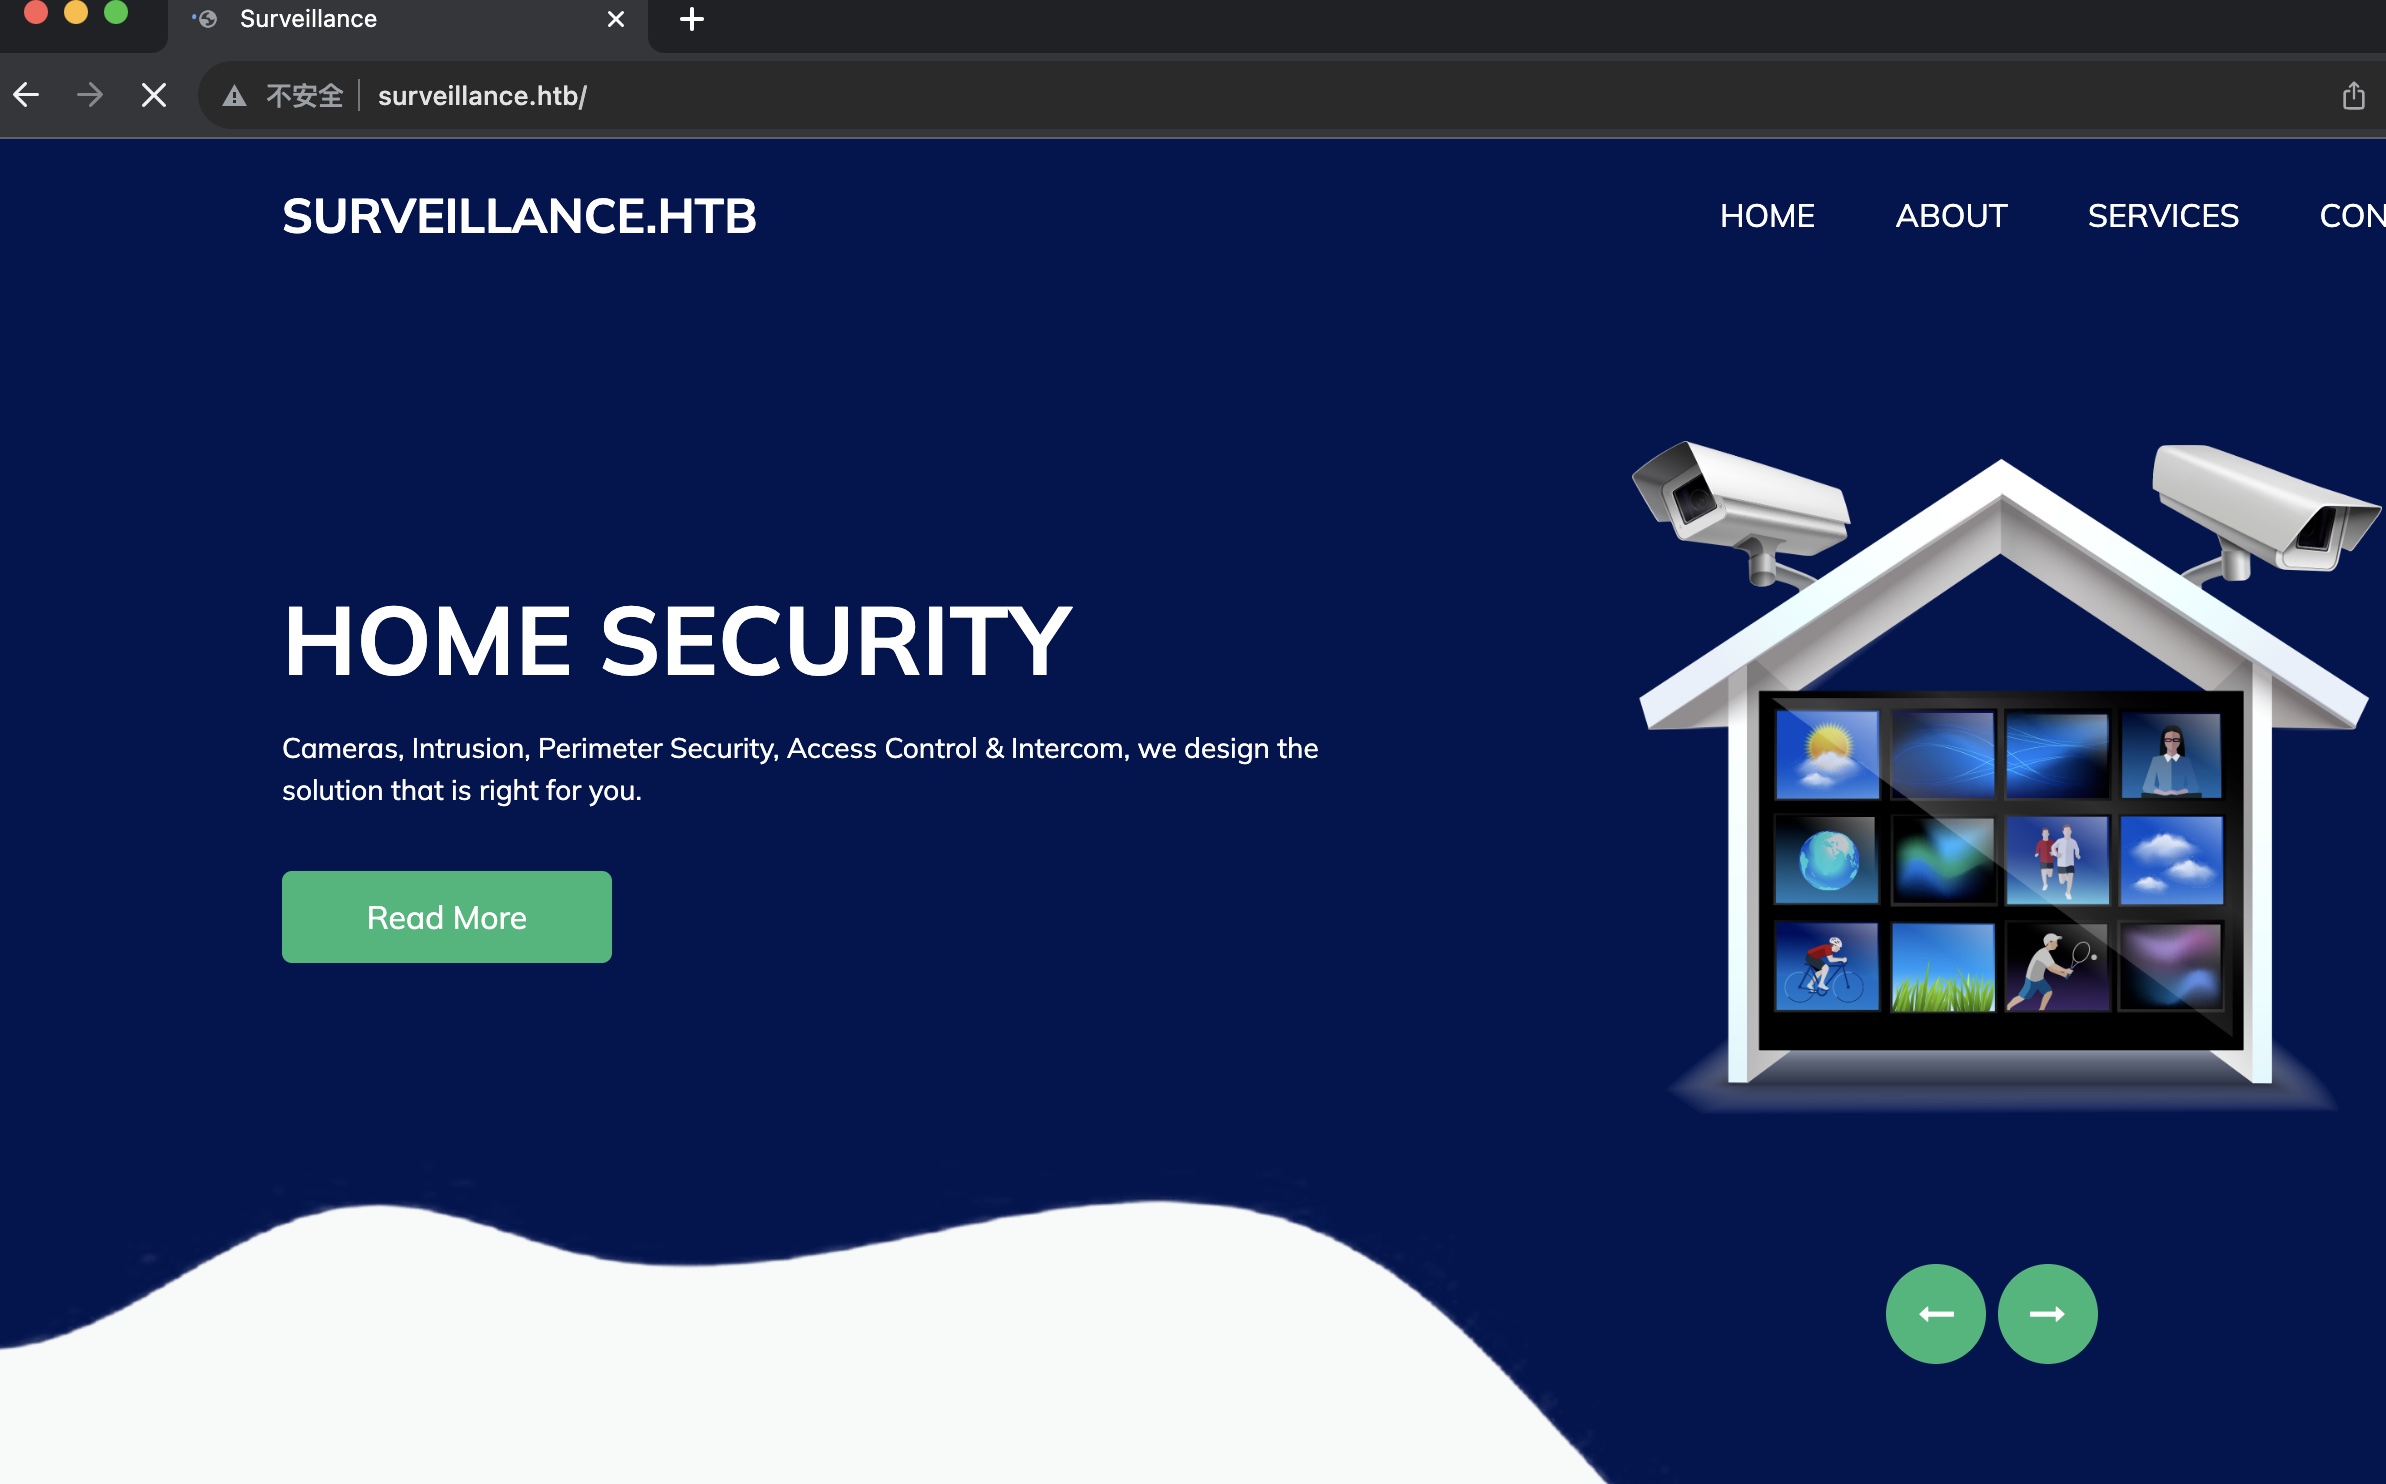 Surveillance
不安全 surveillance.htb/
SURVEILLANCE.HTB
HOME ABOUT SERVICES CON
HOME SECURITY
Cameras, Intrusion, Perimeter Security, Access Control & Intercom, we design the
solution that is right for you.
Read More